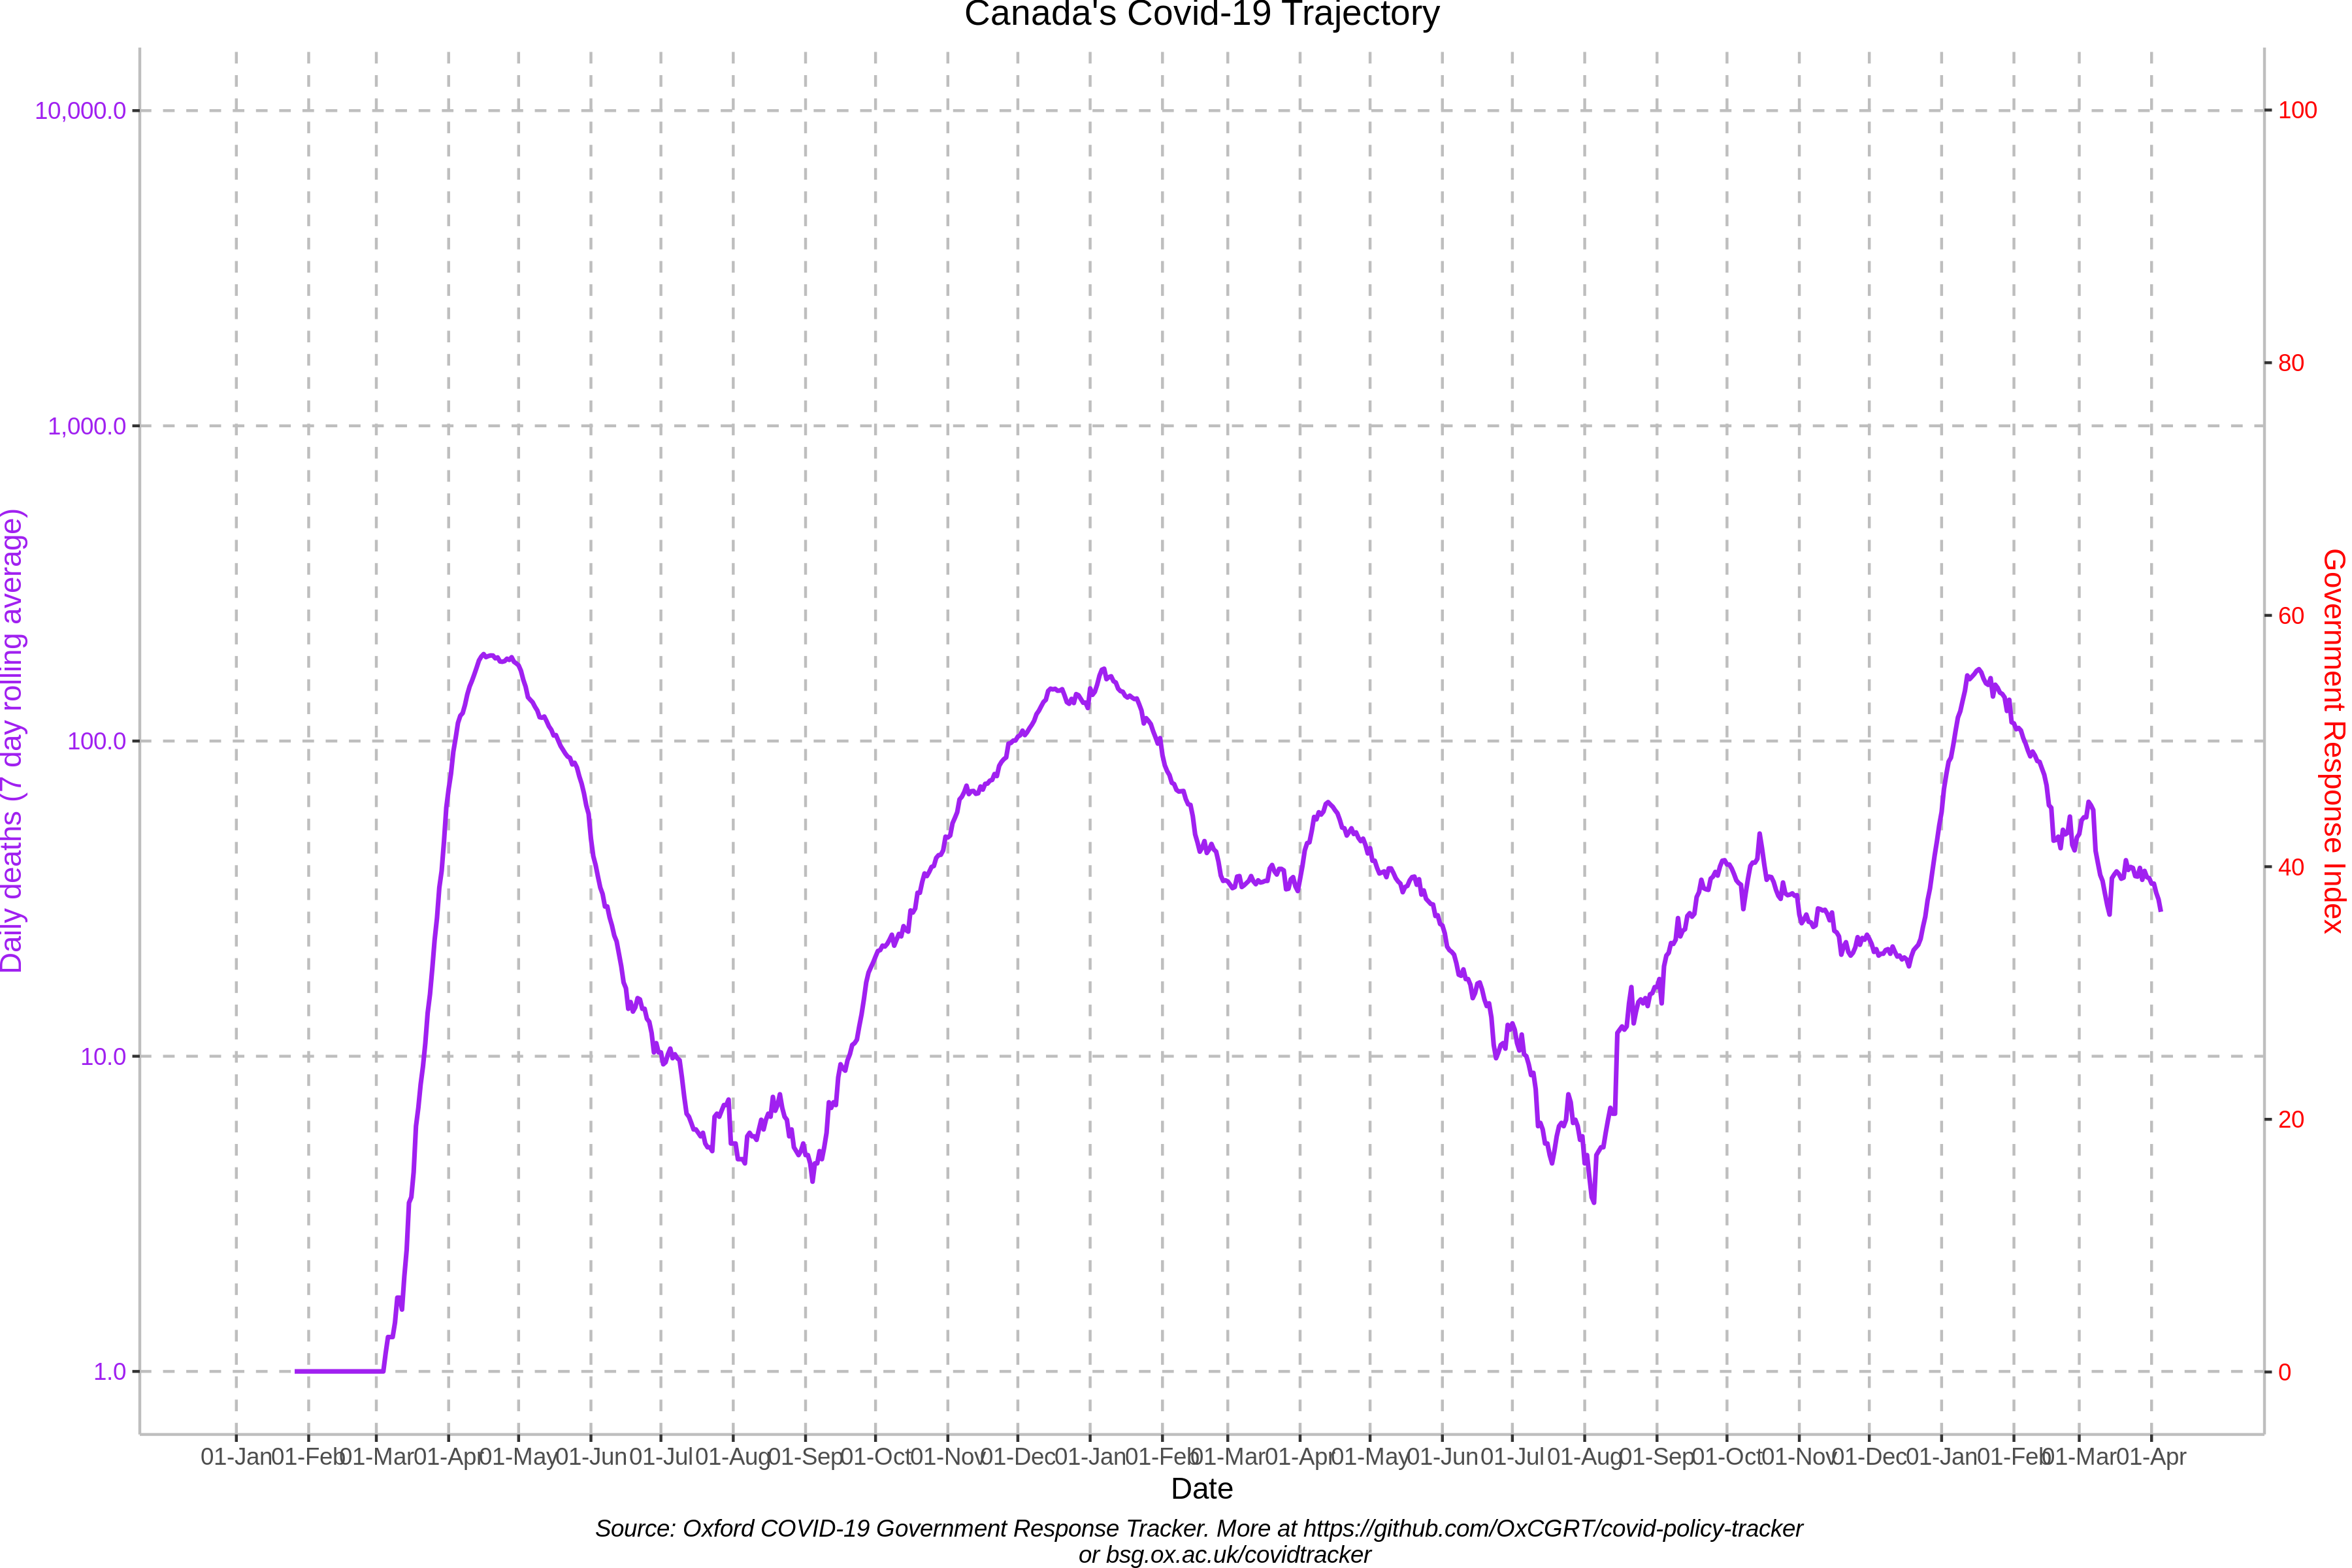 Canada's Covid-19 Trajectory
10,000.0
1,000.0
100.0
10.0
1.0
Daily deaths (7 day rolling average)
100
80
60
40
20
0
Government Response Index
01-Jan 01-Feb 01-Mar 01-Apr 01-May 01-Jun 01-Jul 01-Aug 01-Sep 01-Oct 01-Nov 01-Dec 01-Jan 01-Feb 01-Mar 01-Apr 01-May 01-Jun 01-Jul 01-Aug 01-Sep 01-Oct 01-Nov 01-Dec 01-Jan 01-Feb 01-Mar 01-Apr
Date
Source: Oxford COVID-19 Government Response Tracker. More at https://github.com/OxCGRT/covid-policy-tracker
or bsg.ox.ac.uk/covidtracker